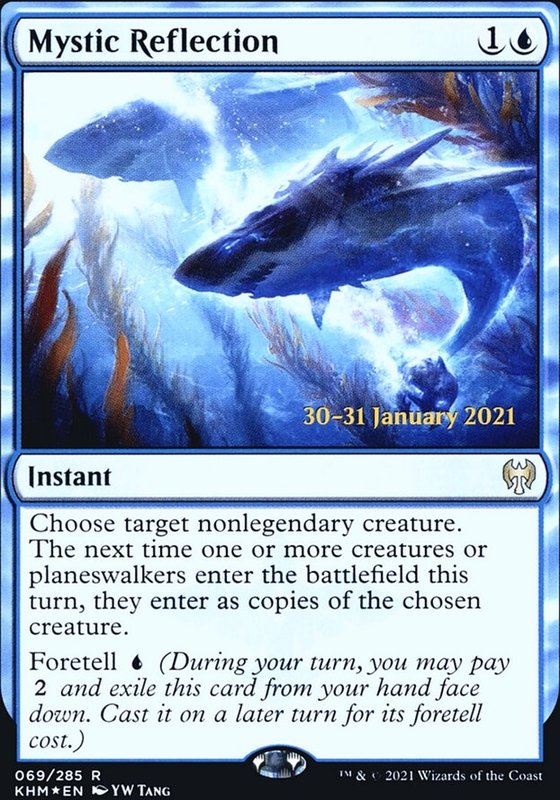 Mystic Reflection 1
30-31 January 2021
Instant
Choose target nonlegendary creature.
The next time one or more creatures or
planeswalkers enter the battlefield this
turn, they enter as copies of the chosen
creature.
Foretell (During your turn, you may pay
2 and exile this card from your hand face
down. Cast it on a later turn for its foretell
cost.)
069/285 R
KHM★EN YW Tang
™ & © 2021 Wizards of the Coast